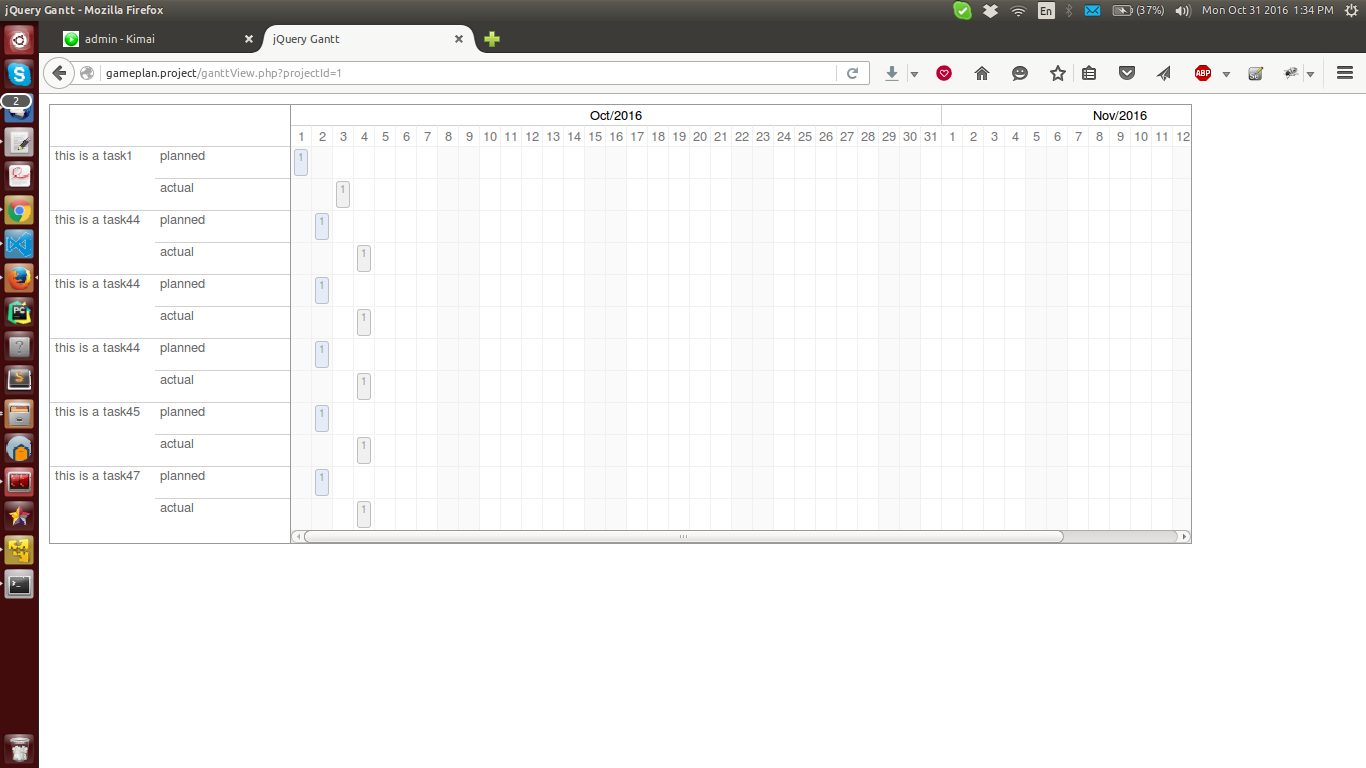 jQuery Gantt - Mozilla Firefox
En
(37%)
Mon Oct 31 2016 1:34 PM
admin - Kimai
jQuery Gantt
gameplan.project/ganttView.php?projectId=1
ABP
2
Oct/2016
Nov/2016
1 2 3 4 5 6 7 8 9 10 11 12 13 14 15 16 17 18 19 20 21 22 23 24 25 26 27 28 29 30 31 1 2 3 4 5 6 7 8 9 10 11 12
this is a task1 planned 1
actual 1
this is a task44 planned 1
actual 1
this is a task44 planned 1
actual 1
this is a task44 planned 1
actual 1
this is a task45 planned 1
actual 1
this is a task47 planned 1
actual 1
PC